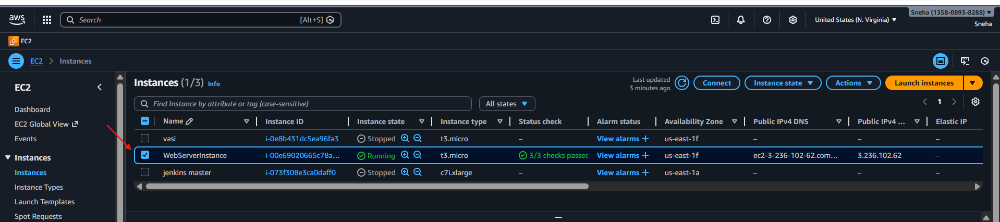 aws
Search [Alt+S]
United States (N. Virginia)
Sneha (1358-0893-8288)
Sneha
EC2
EC2 Instances
EC2
Dashboard
EC2 Global View
Events
Instances
Instances
Instance Types
Launch Templates
Spot Requests
Instances (1/3) Info
Last updated
3 minutes ago
Connect Instance state Actions Launch instances
Find Instance by attribute or tag (case-sensitive) All states
1
Name Instance ID Instance state Instance type Status check Alarm status Availability Zone Public IPv4 DNS Public IPv4 ... Elastic IP
vasi i-0e8b431dc5ea96fa3 Stopped t3.micro – View alarms + us-east-1f – – –
WebServerInstance i-00e69020665c78a... Running t3.micro 3/3 checks passed View alarms + us-east-1f ec2-3-236-102-62.com... 3.236.102.62 –
jenkins master i-073f308e3ca0daff0 Stopped c7i.xlarge – View alarms + us-east-1a – – –